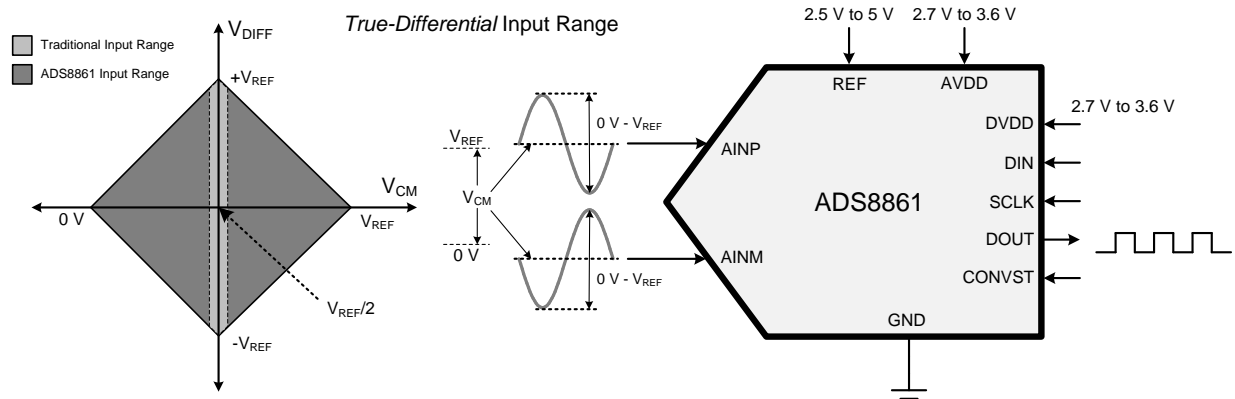 True-Differential Input Range
V_DIFF
Traditional Input Range
ADS8861 Input Range
+V_REF
V_CM
0 V
V_REF
V_REF/2
-V_REF
V_REF
V_CM
0 V
0 V - V_REF
0 V - V_REF
2.5 V to 5 V
2.7 V to 3.6 V
REF
AVDD
2.7 V to 3.6 V
AINP
AINM
ADS8861
DVDD
DIN
SCLK
DOUT
CONVST
GND